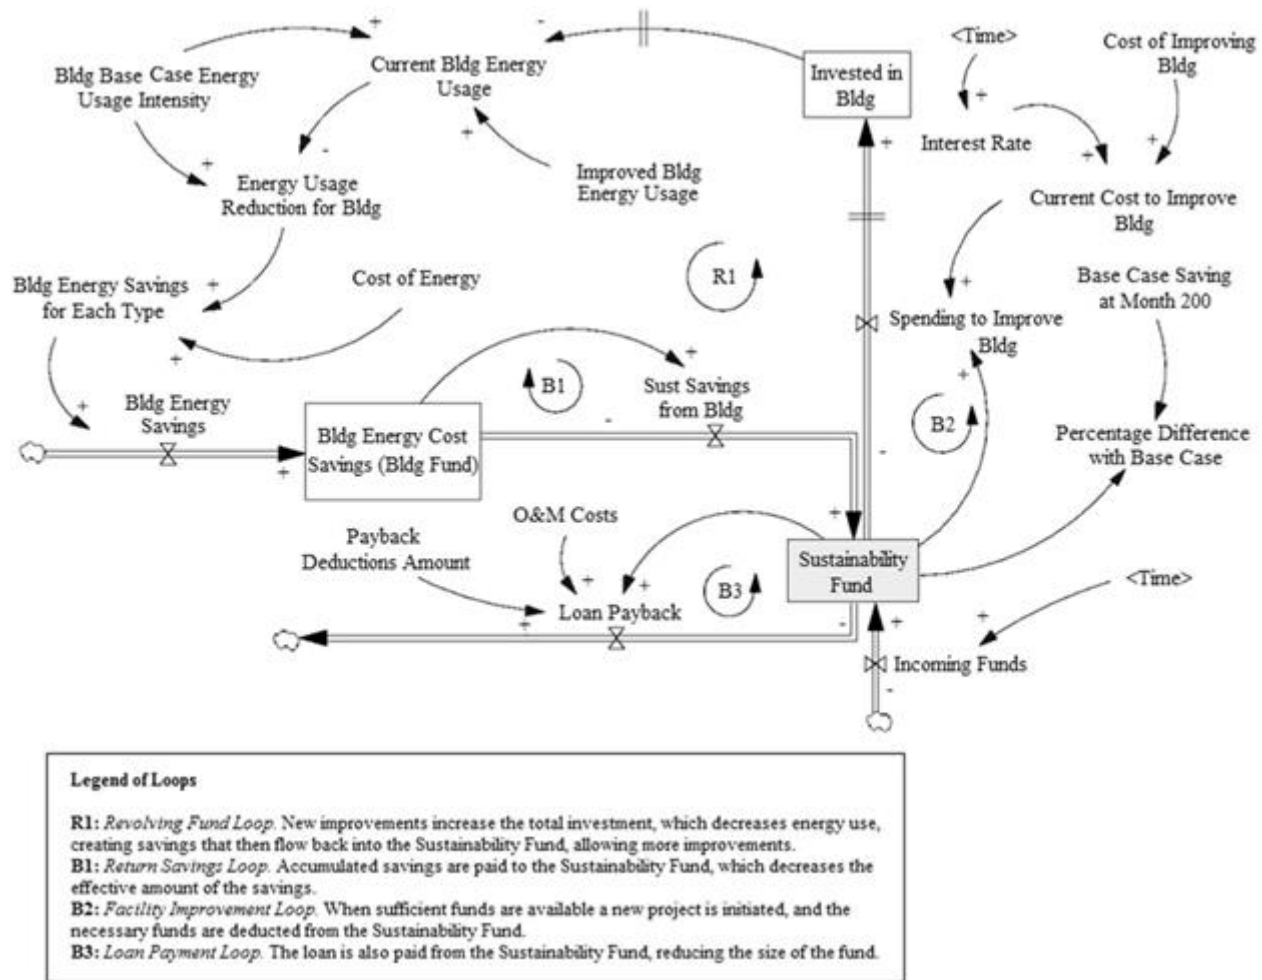 +
-
<Time>
Cost of Improving
Bldg
Bldg Base Case Energy
Usage Intensity
Current Bldg Energy
Usage
Invested in
Bldg
+
+
+
-
+
+
+
+
Interest Rate
Energy Usage
Reduction for Bldg
Improved Bldg
Energy Usage
Current Cost to Improve
Bldg
R1
Bldg Energy Savings
for Each Type
+
Cost of Energy
Base Case Saving
at Month 200
+
Spending to Improve
Bldg
+
+
+
B1
Sust Savings
from Bldg
+
Bldg Energy
Savings
-
B2
Bldg Energy Cost
Savings (Bldg Fund)
Percentage Difference
with Base Case
+
-
O&M Costs
+
Payback
Deductions Amount
Sustainability
Fund
+
+
B3
<Time>
Loan Payback
+
-
+
+
Incoming Funds
-
Legend of Loops
R1: Revolving Fund Loop. New improvements increase the total investment, which decreases energy use,
creating savings that then flow back into the Sustainability Fund, allowing more improvements.
B1: Return Savings Loop. Accumulated savings are paid to the Sustainability Fund, which decreases the
effective amount of the savings.
B2: Facility Improvement Loop. When sufficient funds are available a new project is initiated, and the
necessary funds are deducted from the Sustainability Fund.
B3: Loan Payment Loop. The loan is also paid from the Sustainability Fund, reducing the size of the fund.